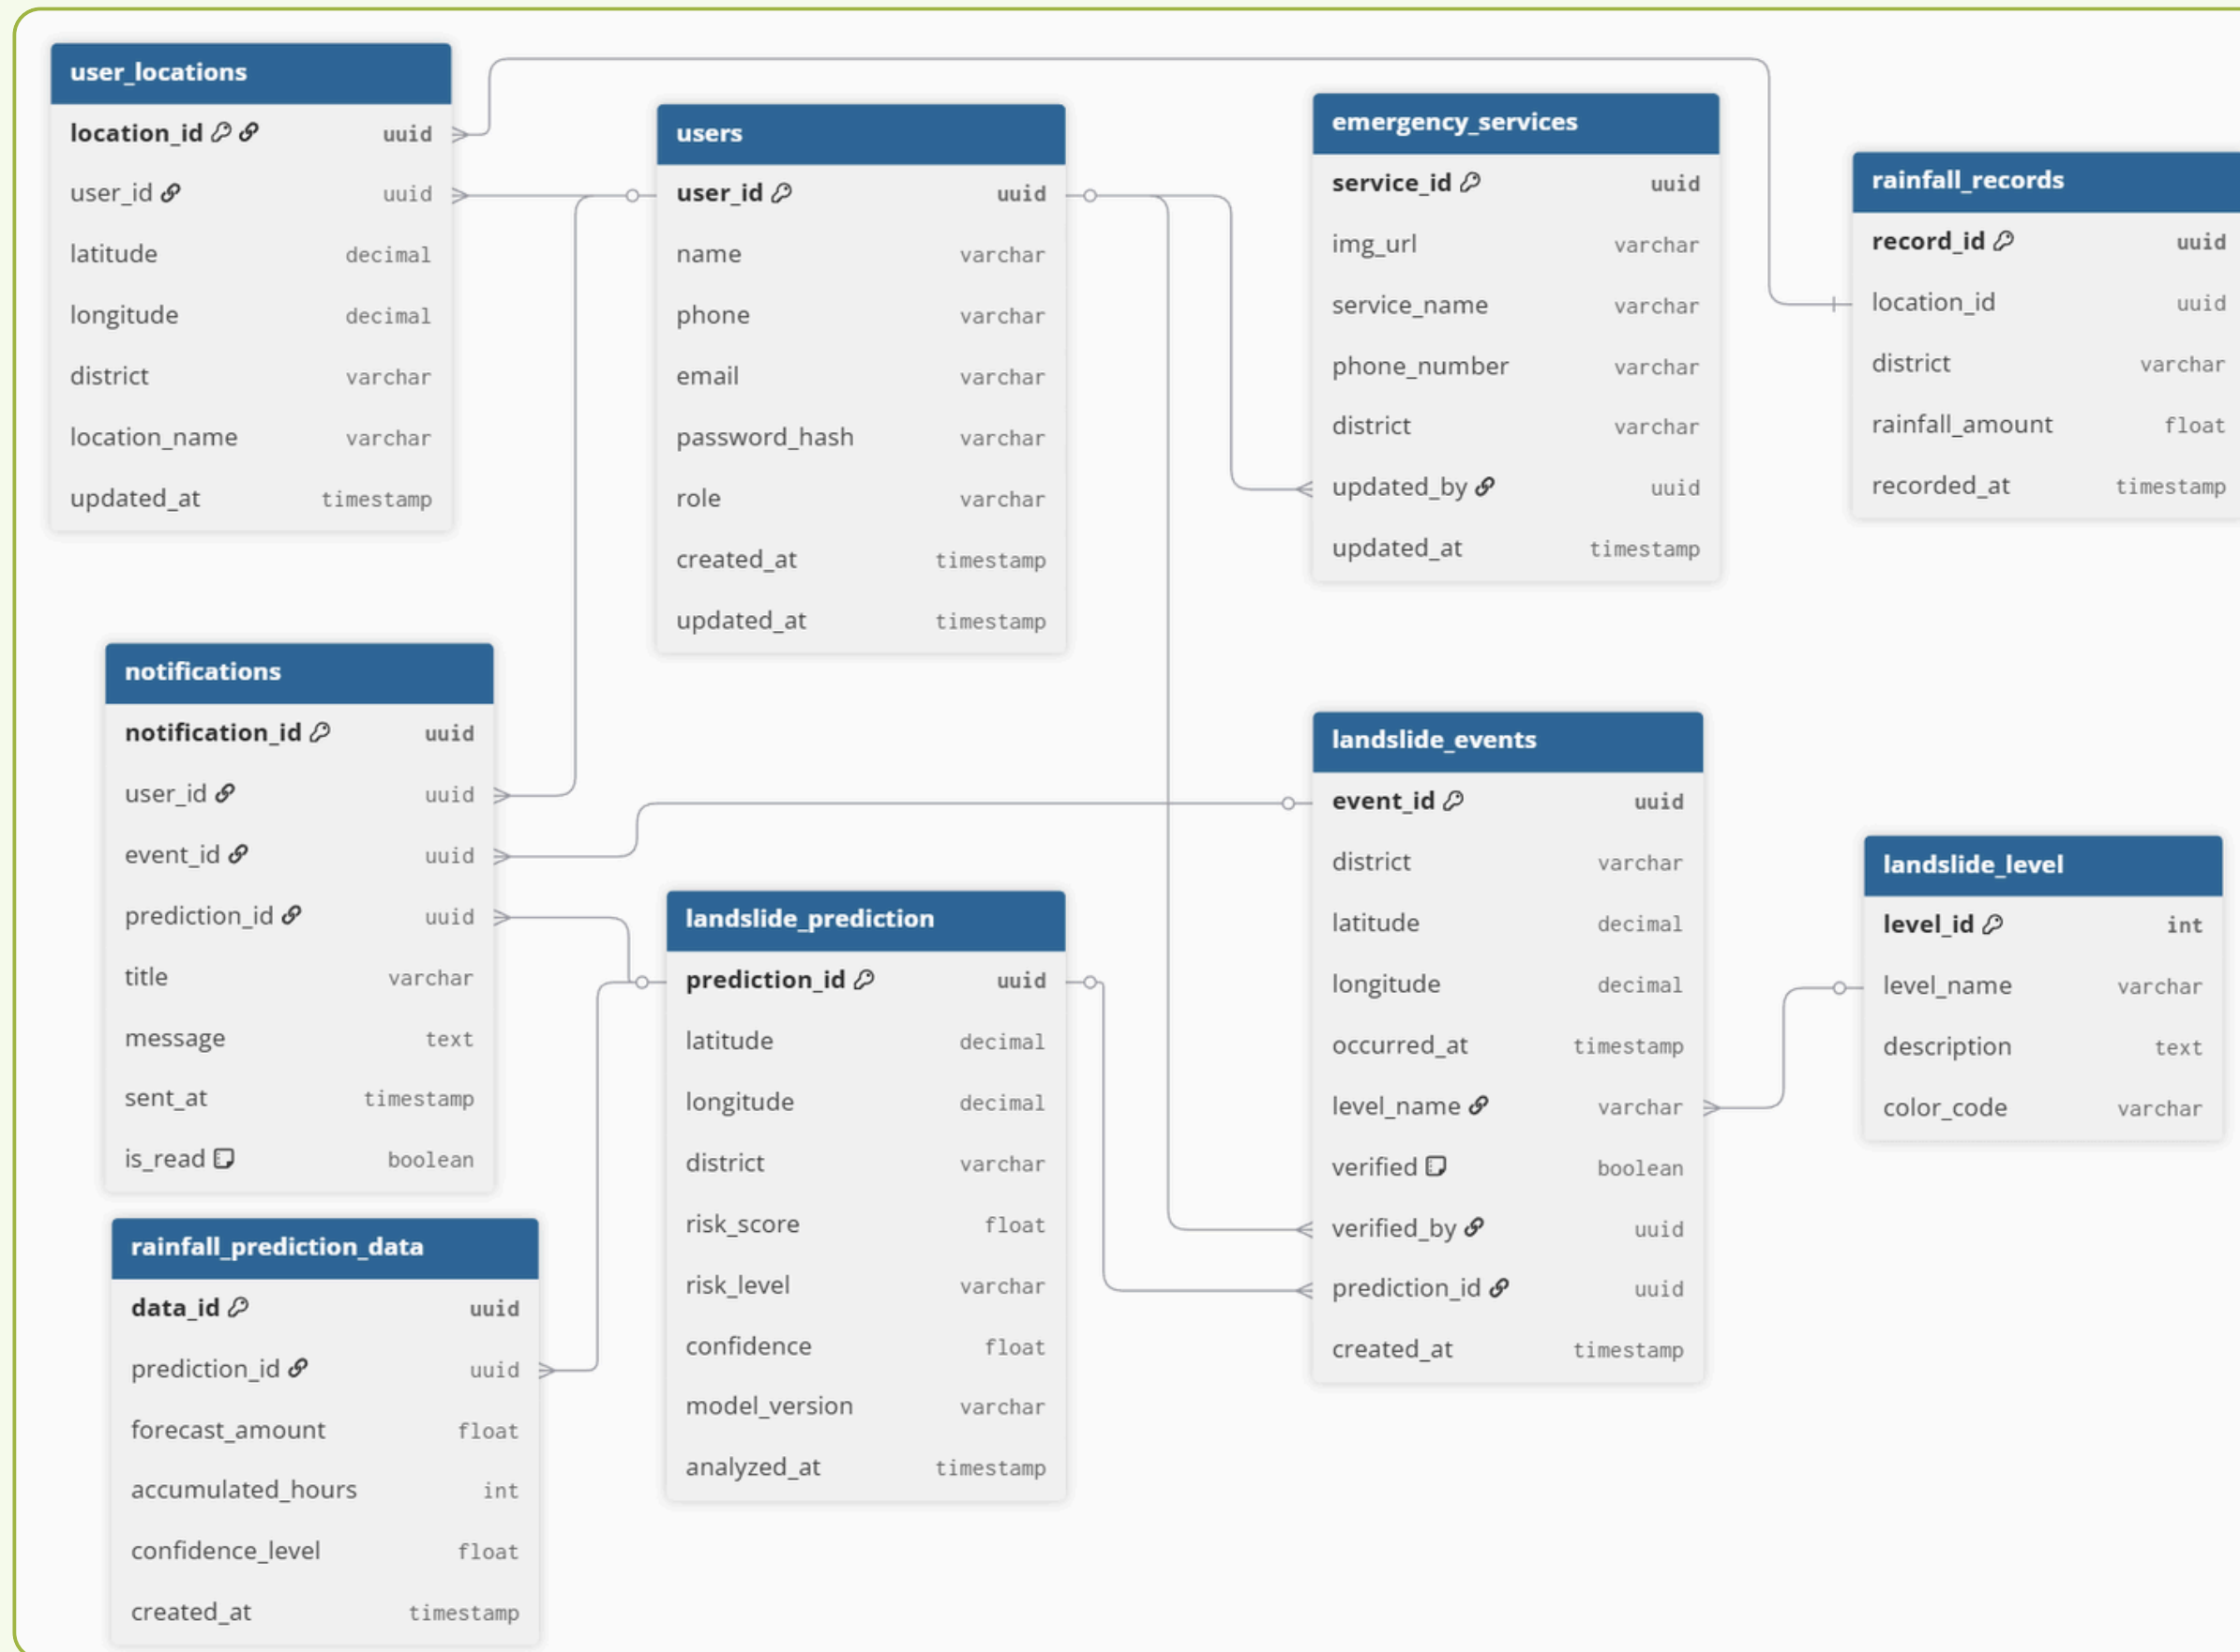 user_locations
location_id uuid
user_id uuid
latitude decimal
longitude decimal
district varchar
location_name varchar
updated_at timestamp
users
user_id uuid
name varchar
phone varchar
email varchar
password_hash varchar
role varchar
created_at timestamp
updated_at timestamp
emergency_services
service_id uuid
img_url varchar
service_name varchar
phone_number varchar
district varchar
updated_by uuid
updated_at timestamp
rainfall_records
record_id uuid
location_id uuid
district varchar
rainfall_amount float
recorded_at timestamp
notifications
notification_id uuid
user_id uuid
event_id uuid
prediction_id uuid
title varchar
message text
sent_at timestamp
is_read boolean
landslide_prediction
prediction_id uuid
latitude decimal
longitude decimal
district varchar
risk_score float
risk_level varchar
confidence float
model_version varchar
analyzed_at timestamp
landslide_events
event_id uuid
district varchar
latitude decimal
longitude decimal
occurred_at timestamp
level_name varchar
verified boolean
verified_by uuid
prediction_id uuid
created_at timestamp
landslide_level
level_id int
level_name varchar
description text
color_code varchar
rainfall_prediction_data
data_id uuid
prediction_id uuid
forecast_amount float
accumulated_hours int
confidence_level float
created_at timestamp